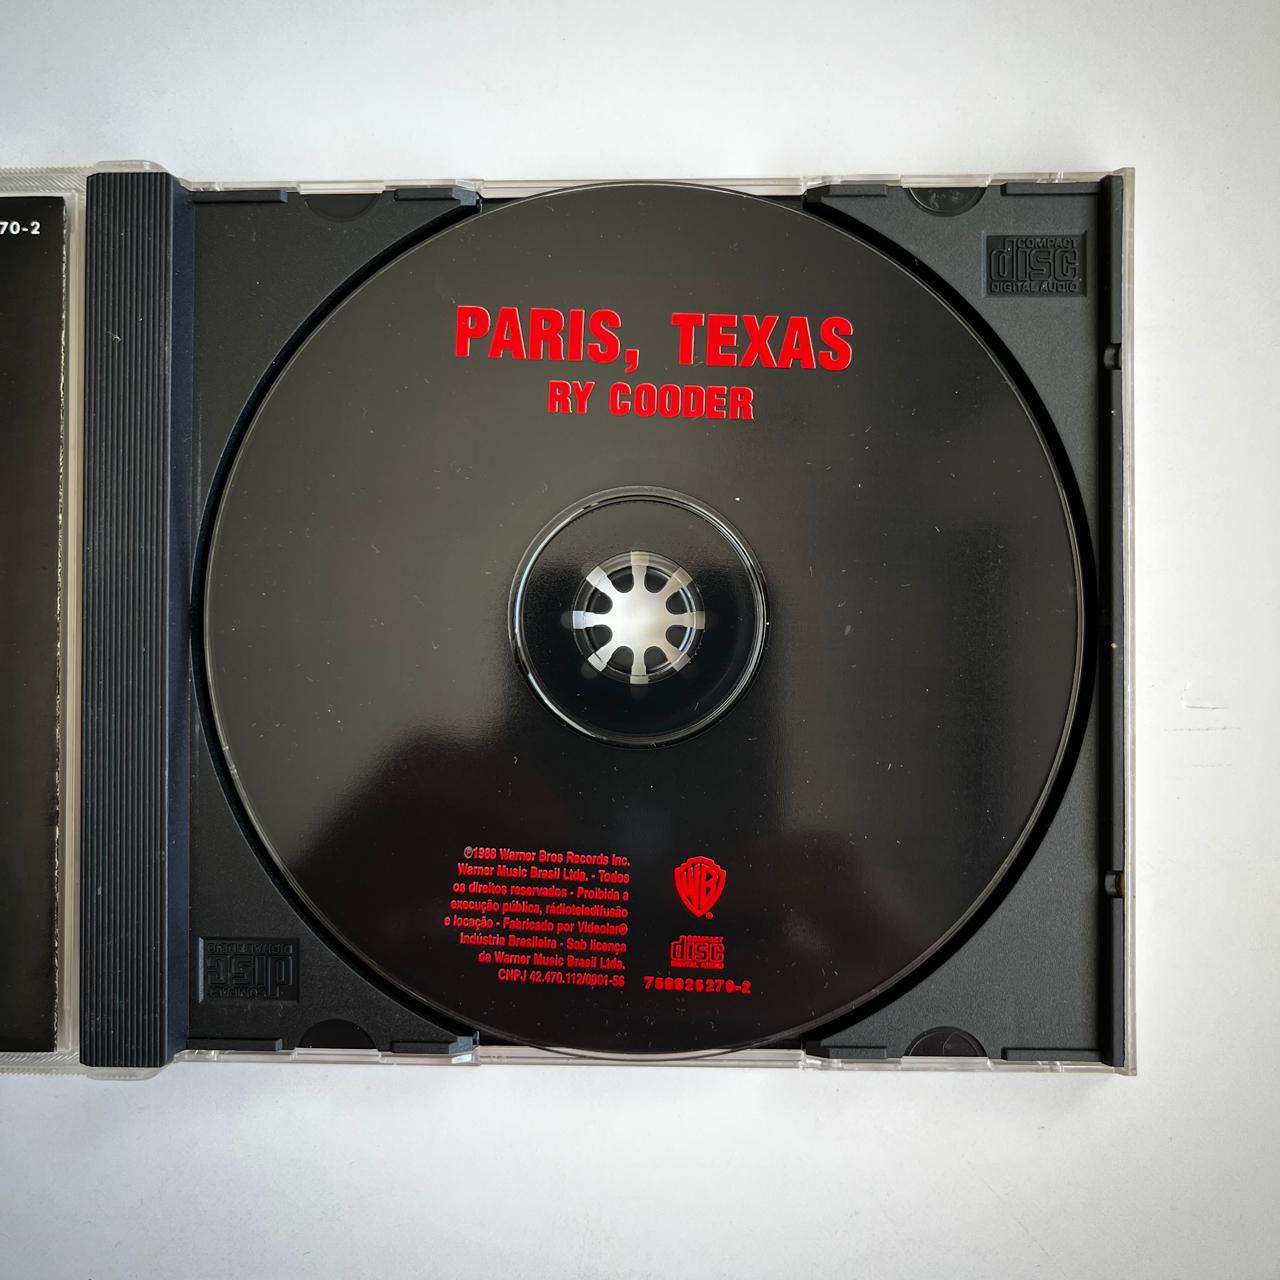 70-2
COMPACT
disc
DIGITAL AUDIO
PARIS, TEXAS
RY COODER
℗1988 Warner Bros Records Inc.
Warner Music Brasil Ltda. - Todos
os direitos reservados - Proibida a
execução pública, rádioteledifusão
e locação - Fabricado por Videolar®
Indústria Brasileira - Sob licença
da Warner Music Brasil Ltda.
CNPJ 42.470.112/0001-56
WB®
COMPACT
disc
DIGITAL AUDIO
759925270-2
COMPACT
disc
DIGITAL AUDIO